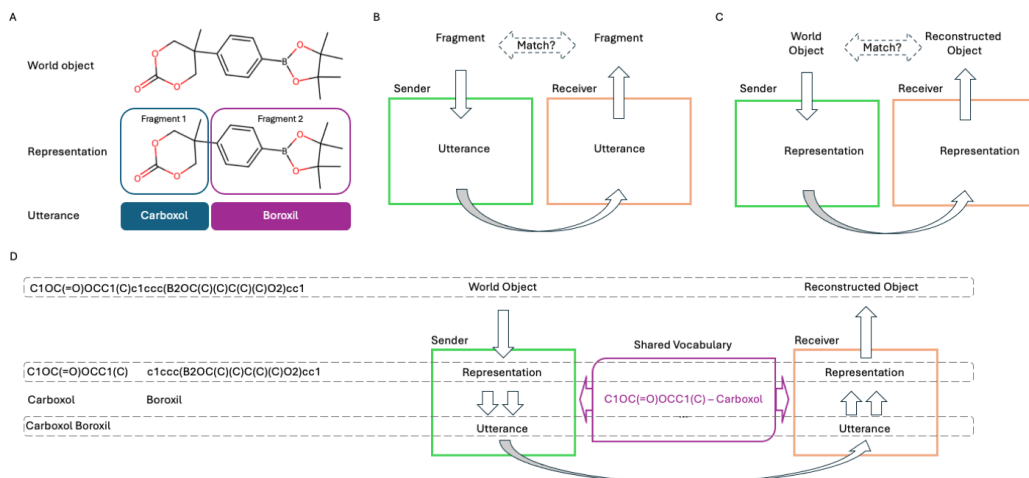 A
World object
O
O
O
B
O
O
Representation
Fragment 1
Fragment 2
O
O
O
B
O
O
Utterance
Carboxol
Boroxil
B
Fragment
Match?
Fragment
Sender
Receiver
Utterance
Utterance
C
World
Object
Match?
Reconstructed
Object
Sender
Receiver
Representation
Representation
D
C1OC(=O)OCC1(C)c1ccc(B2OC(C)(C)C(C)(C)O2)cc1
World Object
Reconstructed Object
Sender
Shared Vocabulary
Receiver
C1OC(=O)OCC1(C)
c1ccc(B2OC(C)(C)C(C)(C)O2)cc1
Representation
Representation
Carboxol
Boroxil
C1OC(=O)OCC1(C) – Carboxol
...
Carboxol Boroxil
Utterance
Utterance